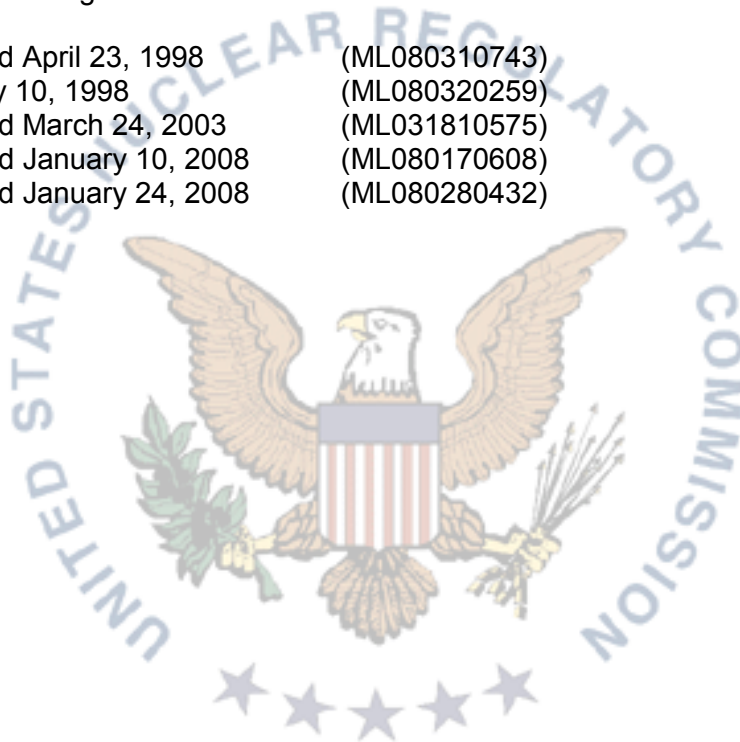 d April 23, 1998 (ML080310743)
y 10, 1998 (ML080320259)
d March 24, 2003 (ML031810575)
d January 10, 2008 (ML080170608)
d January 24, 2008 (ML080280432)
UNITED STATES NUCLEAR REGULATORY COMMISSION